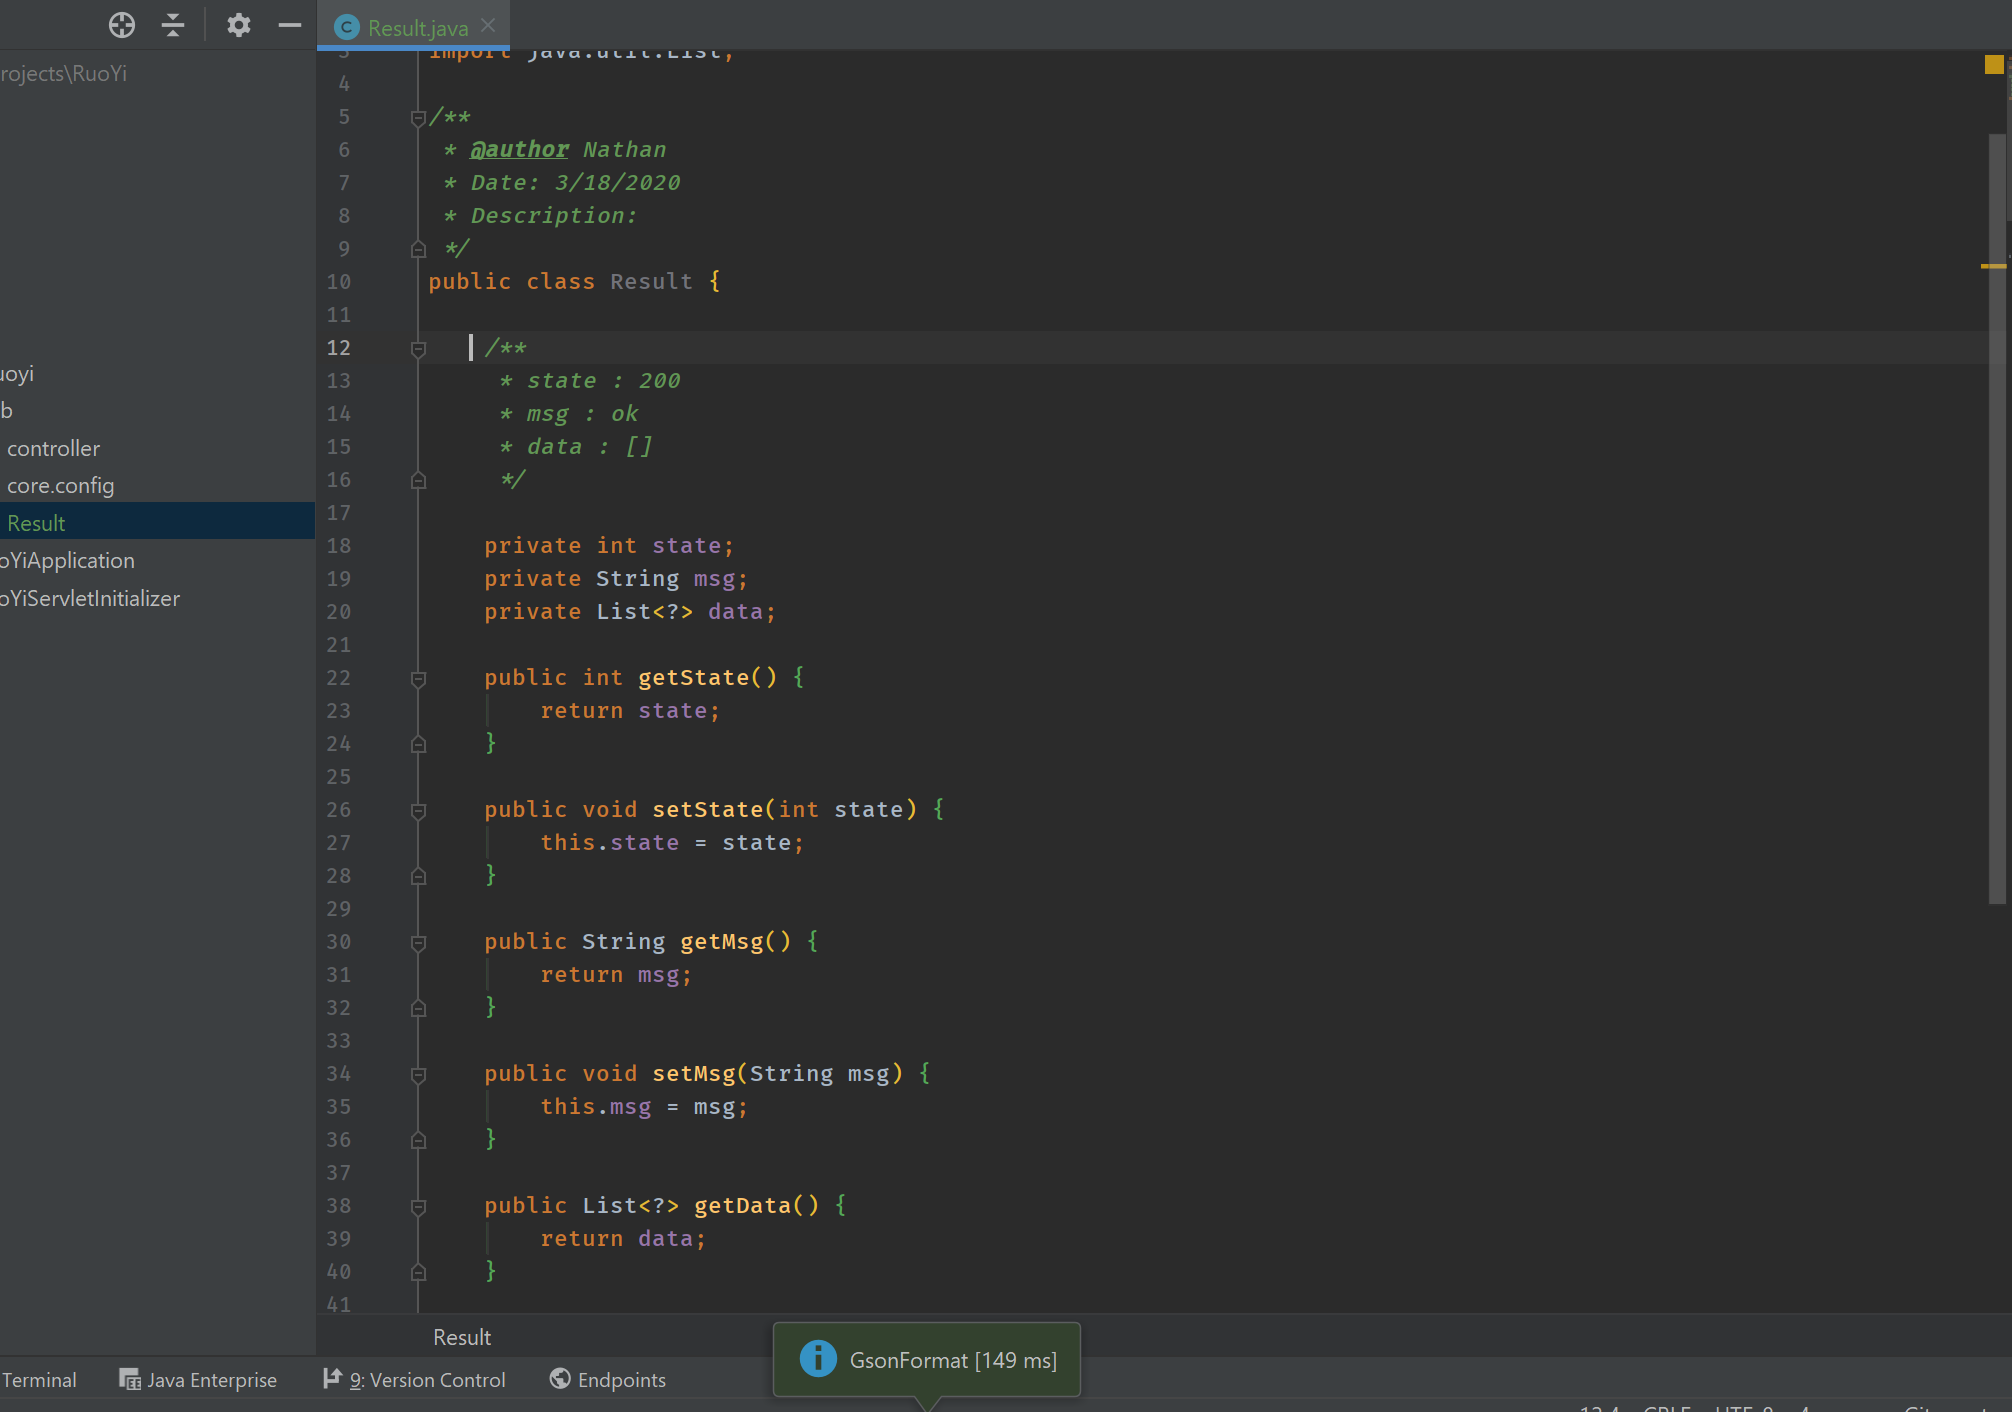 Result.java
rojects\RuoYi
uoyi
b
controller
core.config
Result
oYiApplication
oYiServletInitializer
3 import java.util.List;
4
5 /**
6 * @author Nathan
7 * Date: 3/18/2020
8 * Description:
9 */
10 public class Result {
11
12 /**
13 * state : 200
14 * msg : ok
15 * data : []
16 */
17
18 private int state;
19 private String msg;
20 private List<?> data;
21
22 public int getState() {
23 return state;
24 }
25
26 public void setState(int state) {
27 this.state = state;
28 }
29
30 public String getMsg() {
31 return msg;
32 }
33
34 public void setMsg(String msg) {
35 this.msg = msg;
36 }
37
38 public List<?> getData() {
39 return data;
40 }
41
Result
GsonFormat [149 ms]
Terminal
Java Enterprise
9: Version Control
Endpoints
12:4 CRLF UTF-8 4